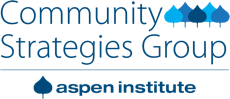 Community
Strategies Group
aspen institute